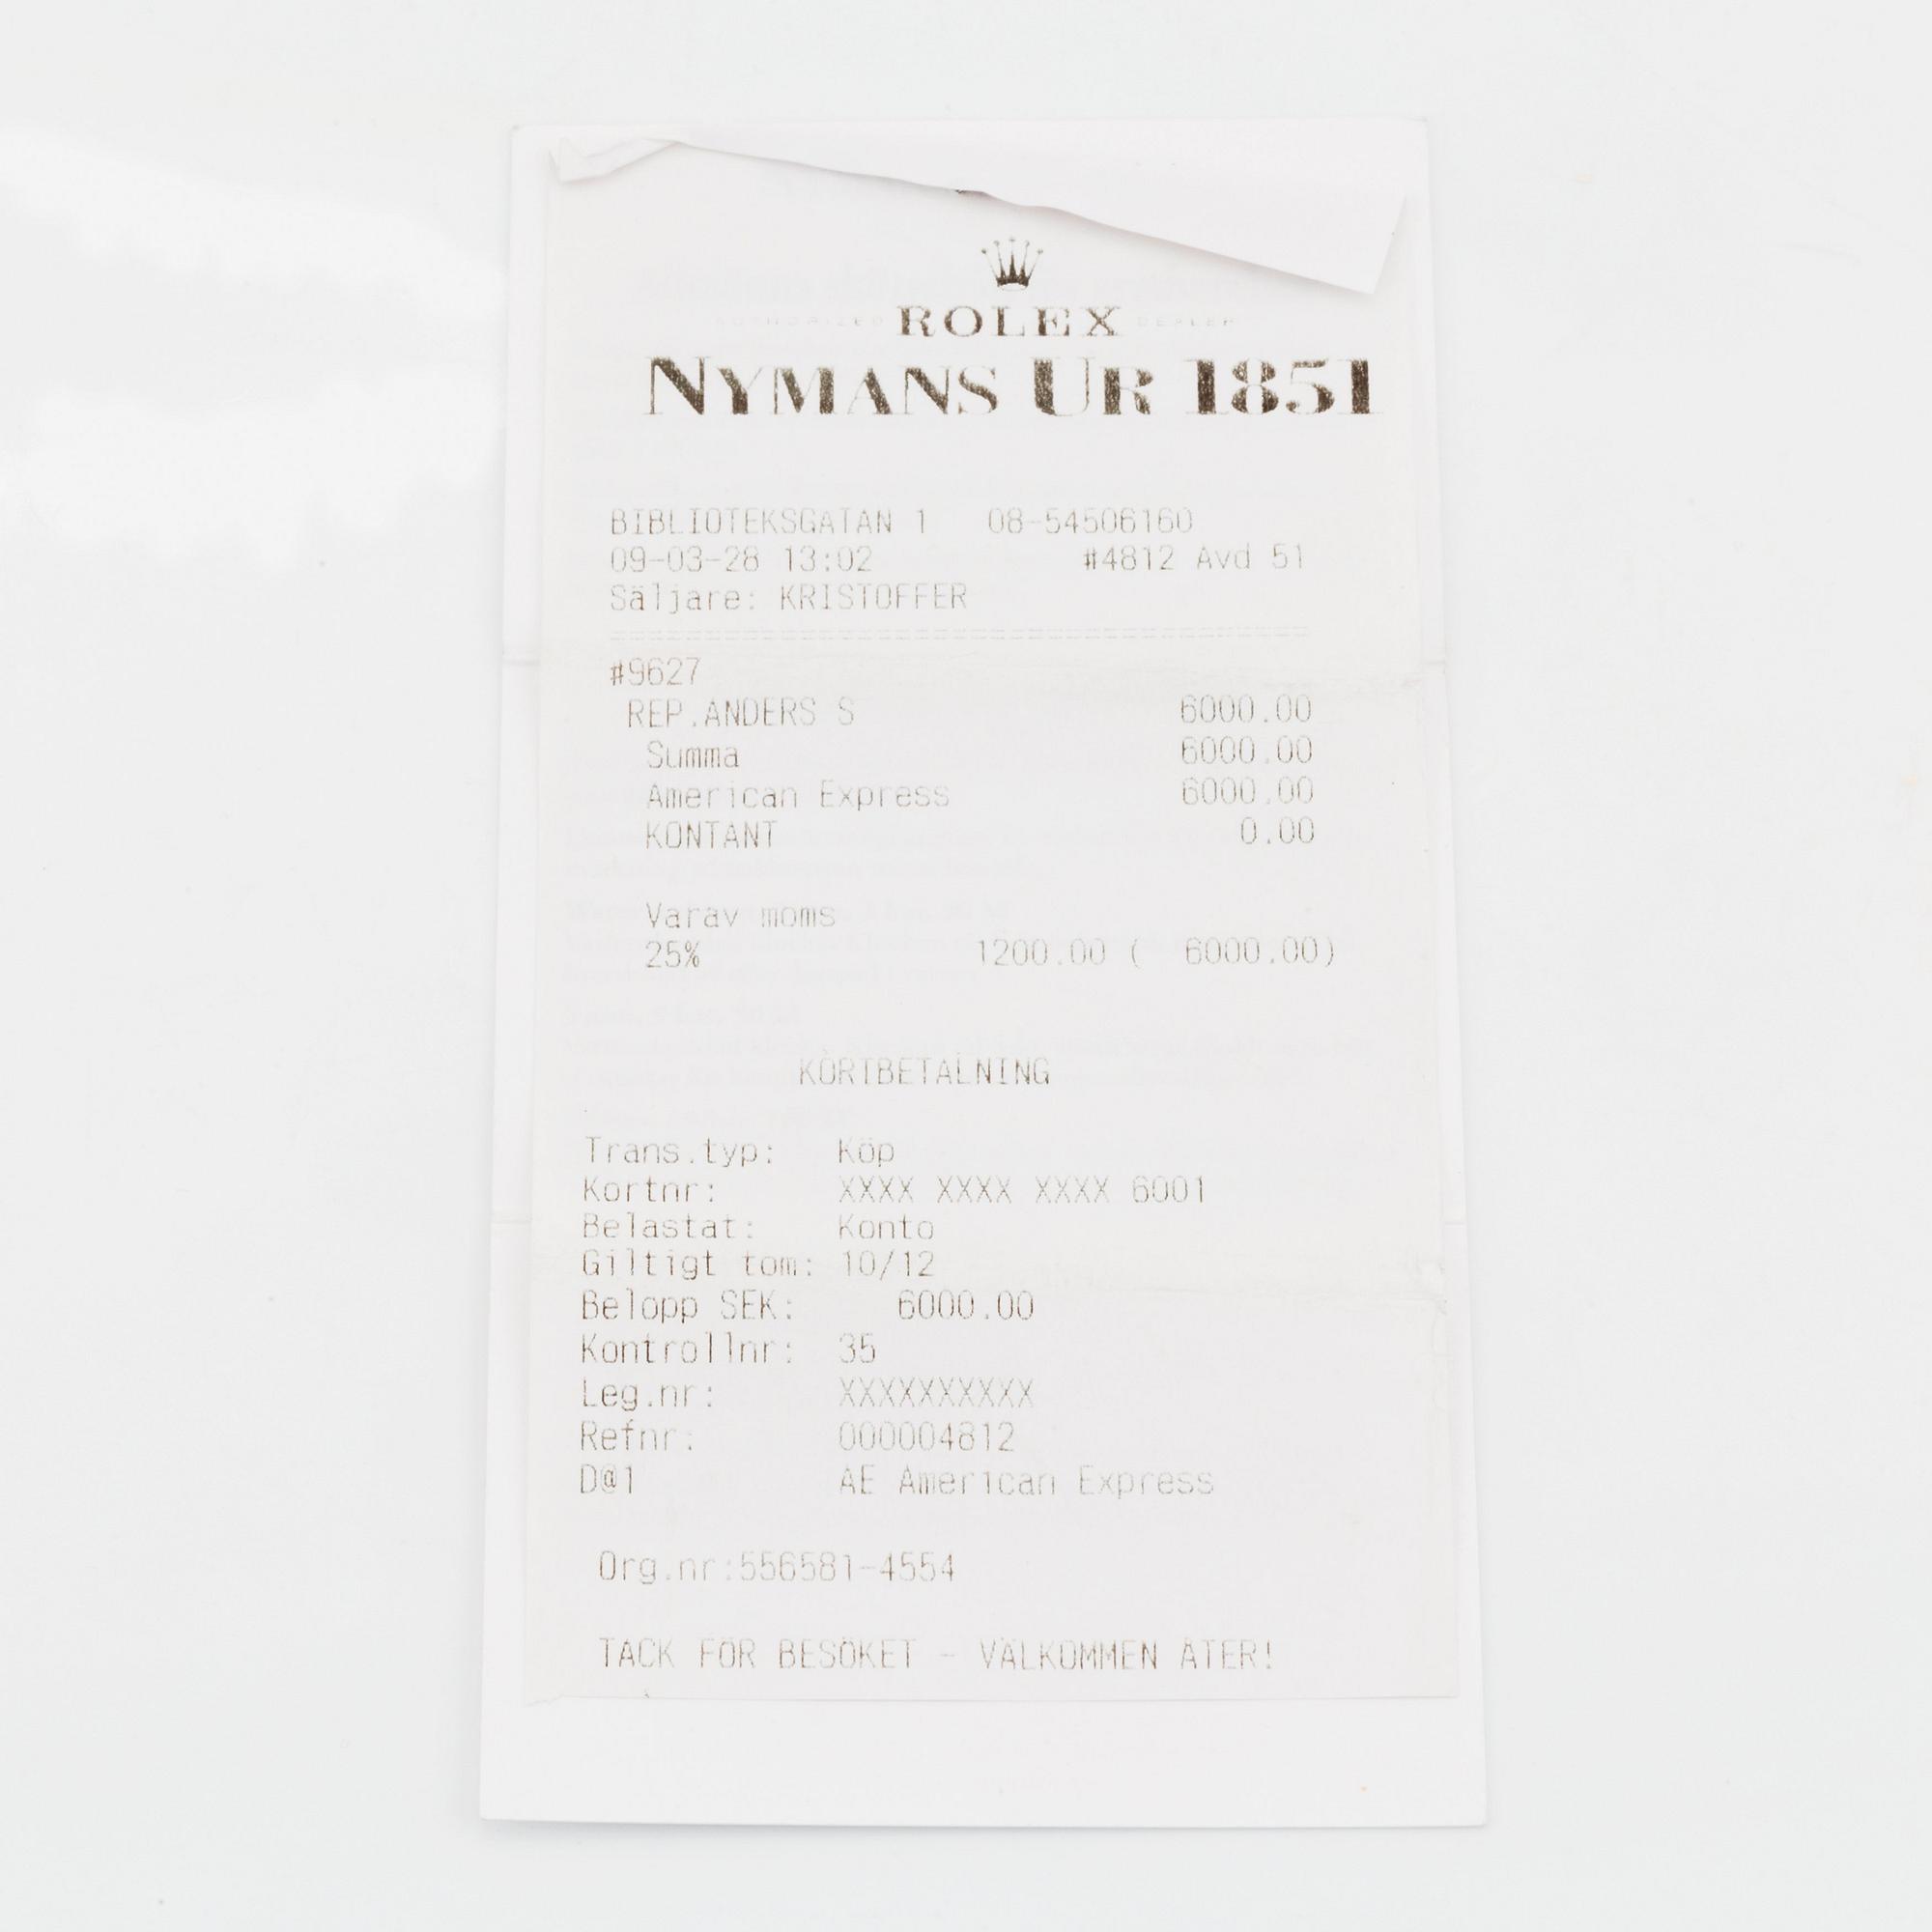 AUTHORIZED ROLEX DEALER
NYMANS UR 1851
BIBLIOTEKSGATAN 1 08-54506160
09-03-28 13:02 #4812 Avd 51
Säljare: KRISTOFFER
#9627
REP.ANDERS S 6000.00
Summa 6000.00
American Express 6000.00
KONTANT 0.00
Varav moms
25% 1200.00 ( 6000.00)
KORTBETALNING
Trans.typ: Köp
Kortnr: XXXX XXXX XXXX 6001
Belastat: Konto
Giltigt tom: 10/12
Belopp SEK: 6000.00
Kontrollnr: 35
Leg.nr: XXXXXXXXXX
Refnr: 000004812
D@1 AE American Express
Org.nr:556581-4554
TACK FÖR BESÖKET - VÄLKOMMEN ÅTER!